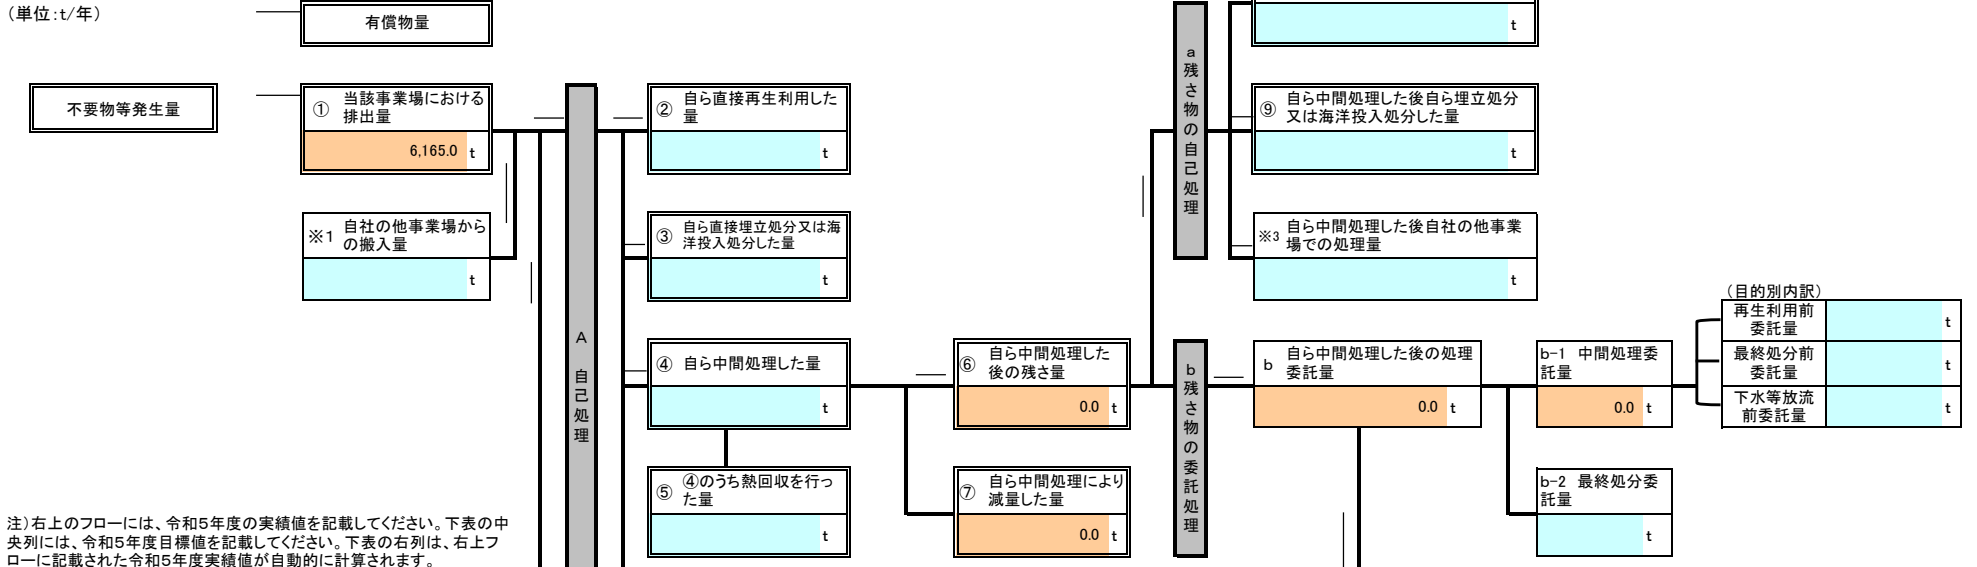 （単位：t/年）
有償物量
t
不要物等発生量
① 当該事業場における
排出量
6,165.0 t
② 自ら直接再生利用した
量
t
a
残
さ
物
の
自
己
処
理
⑨ 自ら中間処理した後自ら埋立処分
又は海洋投入処分した量
t
※1 自社の他事業場から
の搬入量
t
③ 自ら直接埋立処分又は海
洋投入処分した量
t
※3 自ら中間処理した後自社の他事業
場での処理量
t
A
自
己
処
理
④ 自ら中間処理した量
t
⑥ 自ら中間処理した
後の残さ量
0.0 t
b
残
さ
物
の
委
託
処
理
b 自ら中間処理した後の処理
委託量
0.0 t
b-1 中間処理委
託量
0.0 t
（目的別内訳）
再生利用前
委託量
t
最終処分前
委託量
t
下水等放流
前委託量
t
⑤ ④のうち熱回収を行っ
た量
t
⑦ 自ら中間処理により
減量した量
0.0 t
b-2 最終処分委
託量
t
注）右上のフローには、令和５年度の実績値を記載してください。下表の中
央列には、令和５年度目標値を記載してください。下表の右列は、右上フ
ローに記載された令和５年度実績値が自動的に計算されます。